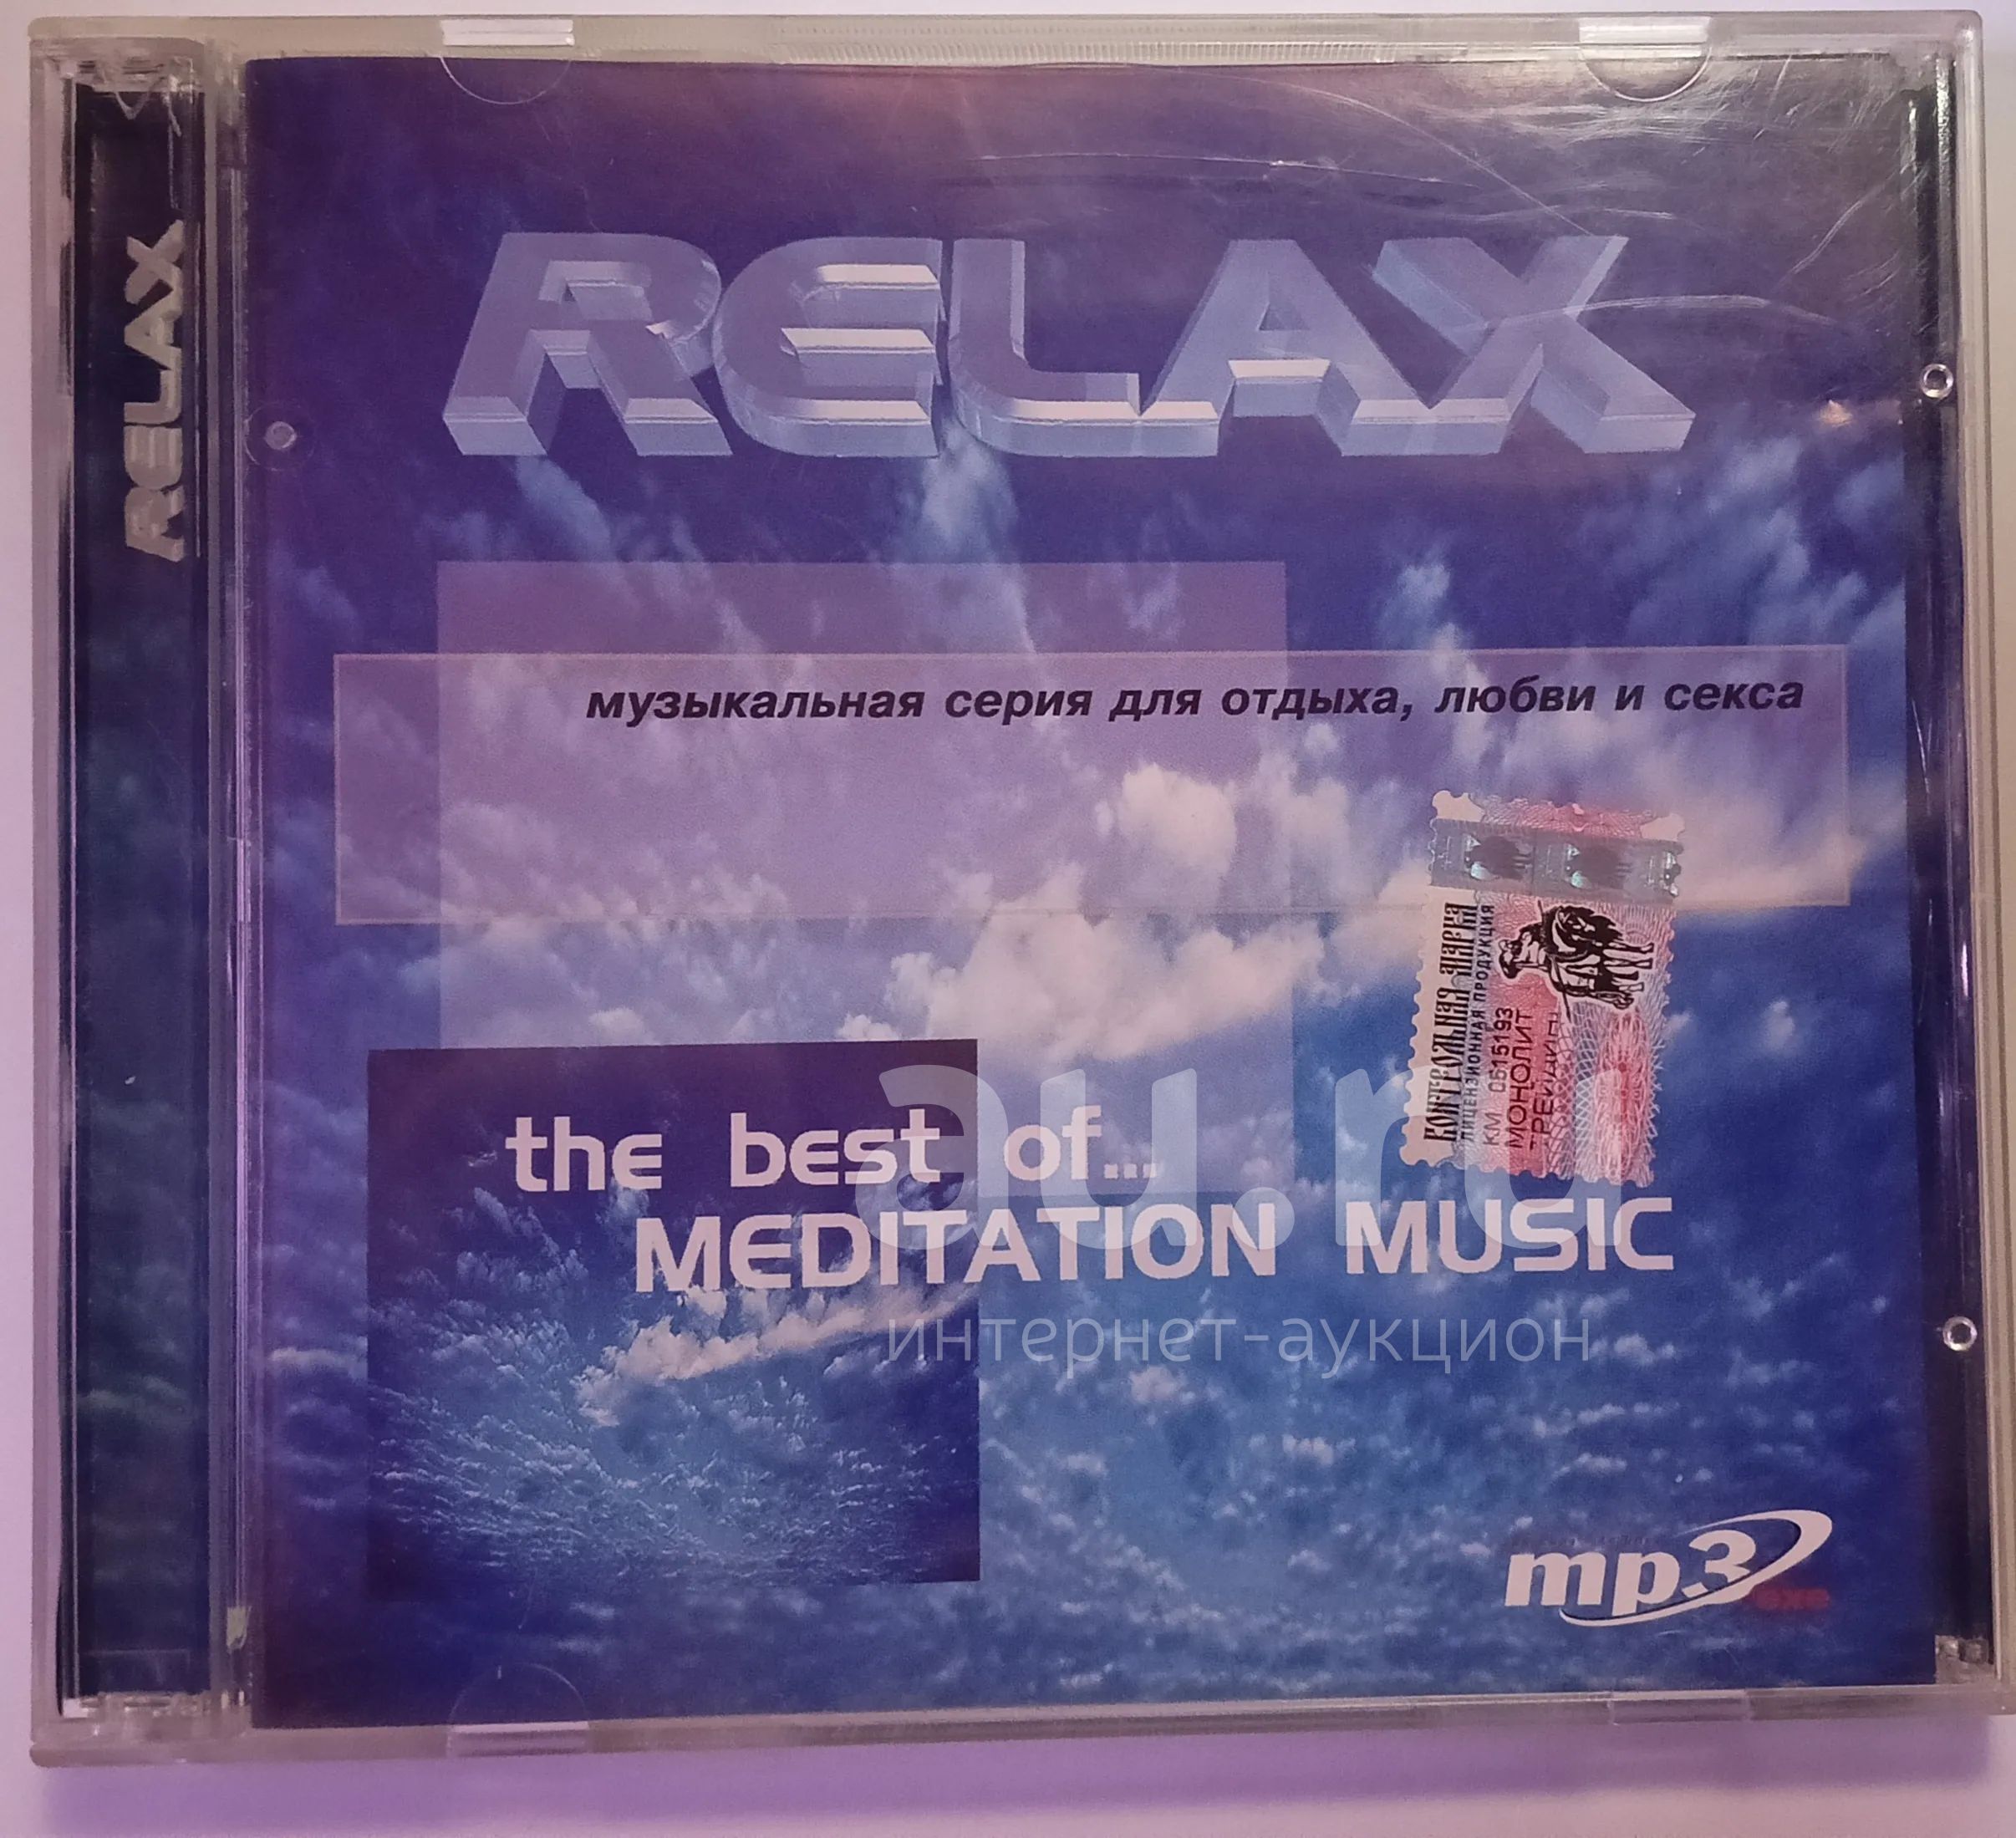 RELAX
RELAX
музыкальная серия для отдыха, любви и секса
КОНТРОЛЬНАЯ МАРКА
ЛИЦЕНЗИОННАЯ ПРОДУКЦИЯ
КМ 0515193
МОНОЛИТ
ТРЕЙДИНГ
the best of...
MEDITATION MUSIC
au.ru
интернет-аукцион
mp3